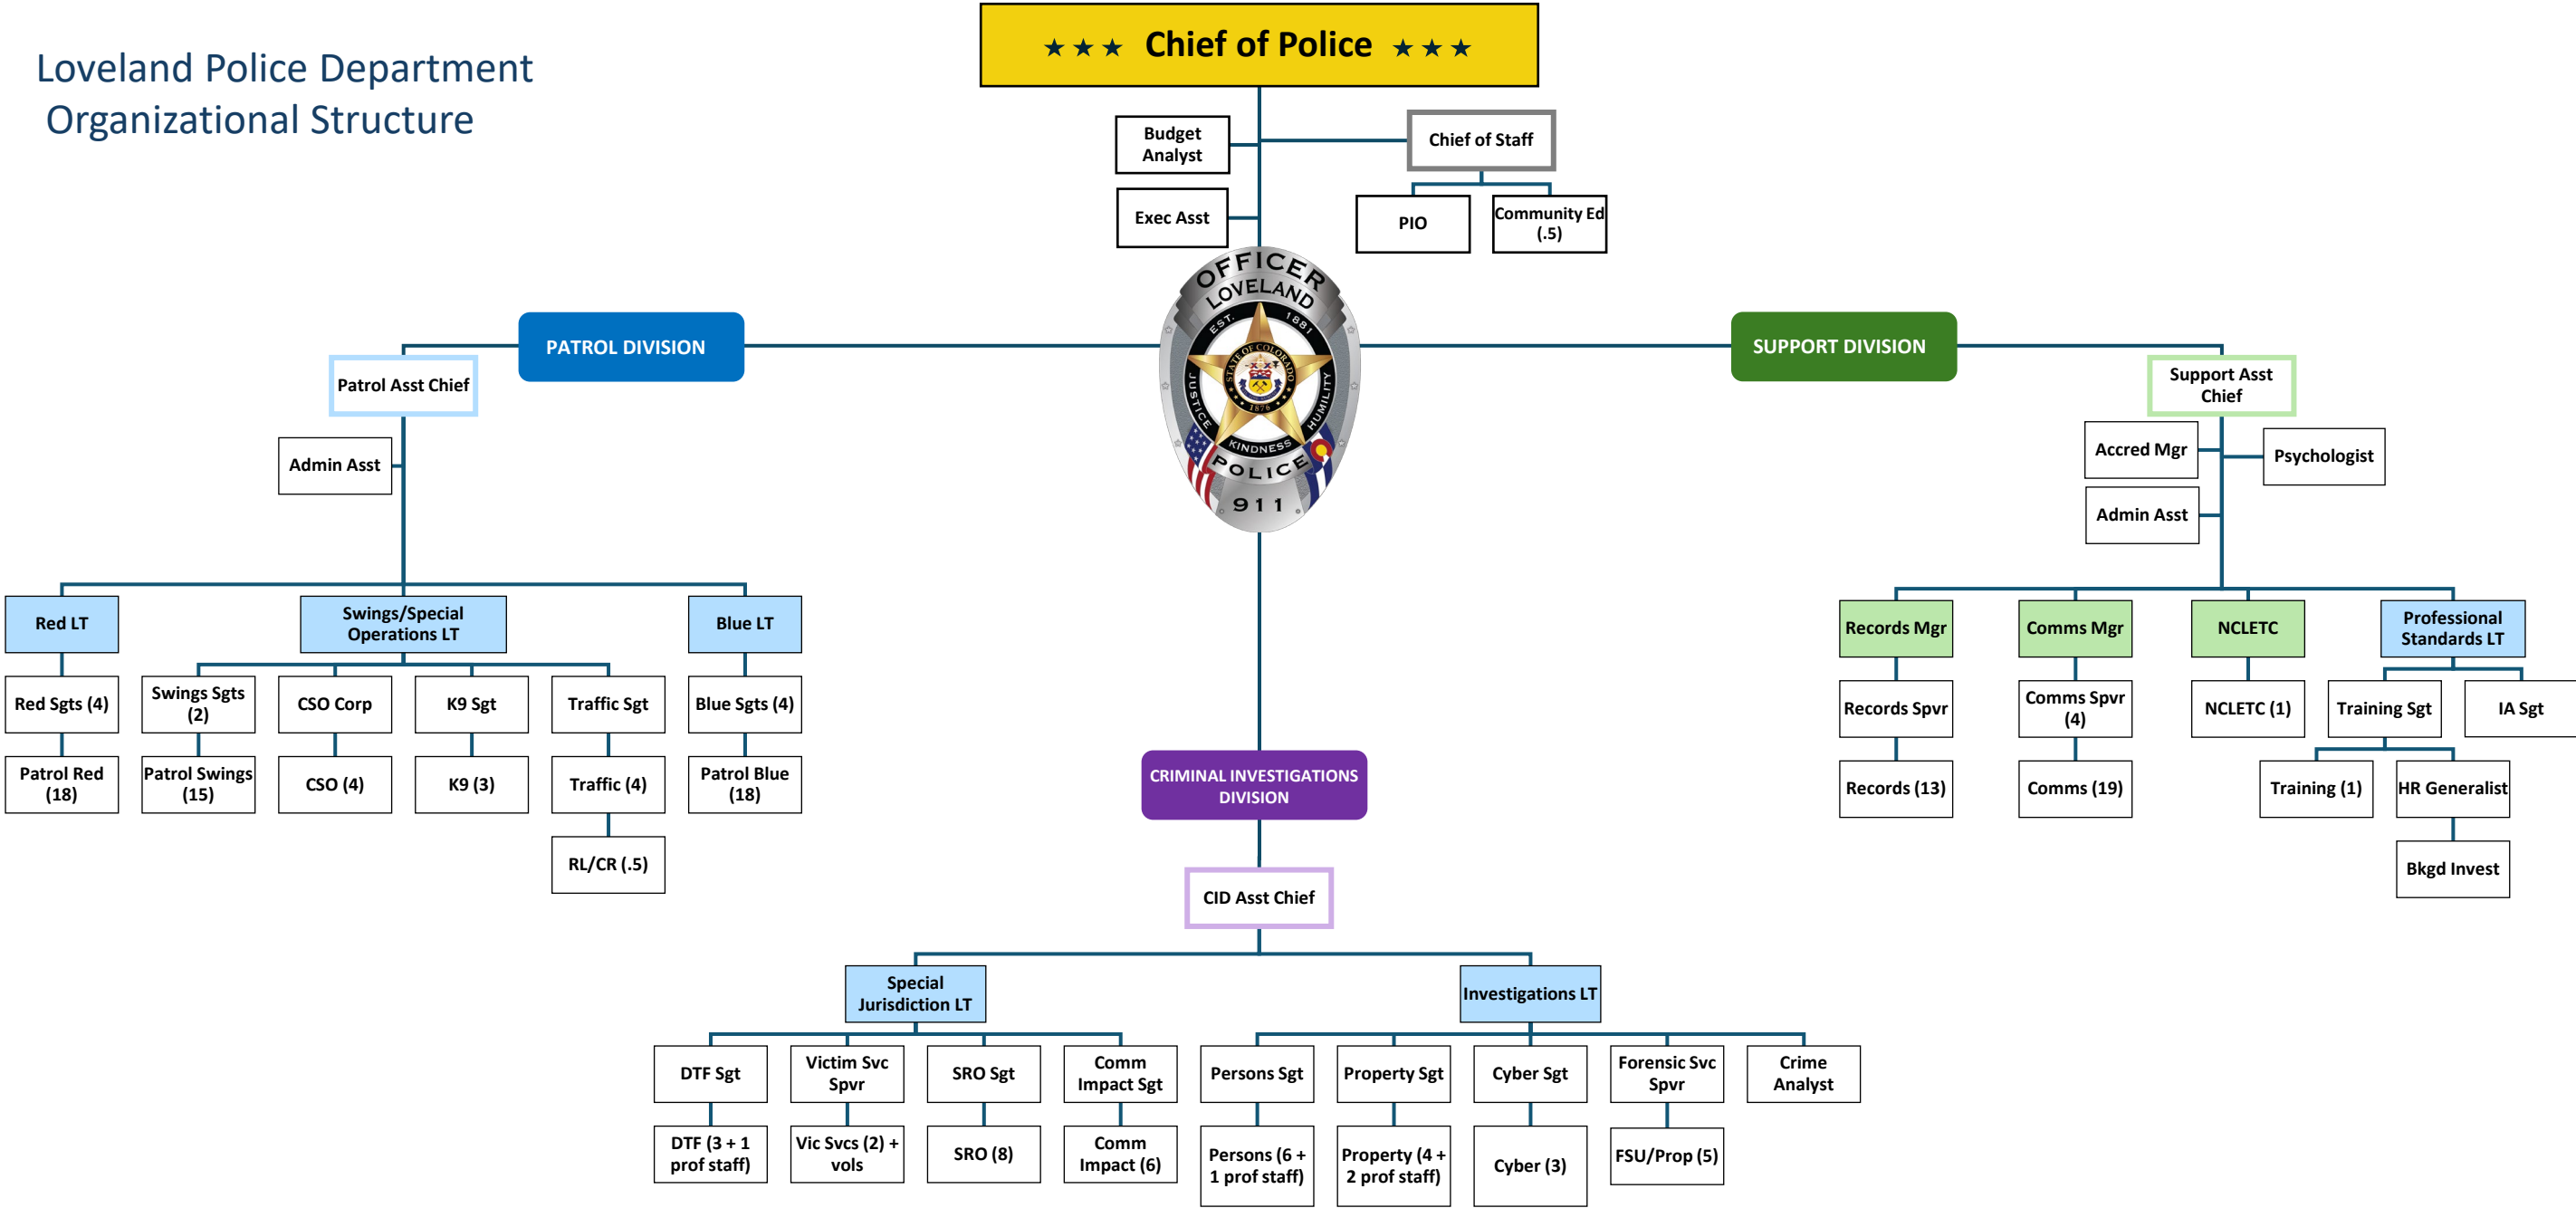 Loveland Police Department
Organizational Structure
★ ★ ★ Chief of Police ★ ★ ★
Budget
Analyst
Chief of Staff
Exec Asst
PIO
Community Ed
(.5)
OFFICER
LOVELAND
EST. 1881
STATE OF COLORADO
1876
JUSTICE
KINDNESS
HUMILITY
POLICE
911
PATROL DIVISION
SUPPORT DIVISION
Patrol Asst Chief
Admin Asst
Support Asst
Chief
Accred Mgr
Psychologist
Admin Asst
Red LT
Swings/Special
Operations LT
Blue LT
Red Sgts (4)
Swings Sgts
(2)
CSO Corp
K9 Sgt
Traffic Sgt
Blue Sgts (4)
Patrol Red
(18)
Patrol Swings
(15)
CSO (4)
K9 (3)
Traffic (4)
Patrol Blue
(18)
RL/CR (.5)
Records Mgr
Comms Mgr
NCLETC
Professional
Standards LT
Records Spvr
Comms Spvr
(4)
NCLETC (1)
Training Sgt
IA Sgt
Records (13)
Comms (19)
Training (1)
HR Generalist
Bkgd Invest
CRIMINAL INVESTIGATIONS
DIVISION
CID Asst Chief
Special
Jurisdiction LT
Investigations LT
DTF Sgt
Victim Svc
Spvr
SRO Sgt
Comm
Impact Sgt
Persons Sgt
Property Sgt
Cyber Sgt
Forensic Svc
Spvr
Crime
Analyst
DTF (3 + 1
prof staff)
Vic Svcs (2) +
vols
SRO (8)
Comm
Impact (6)
Persons (6 +
1 prof staff)
Property (4 +
2 prof staff)
Cyber (3)
FSU/Prop (5)